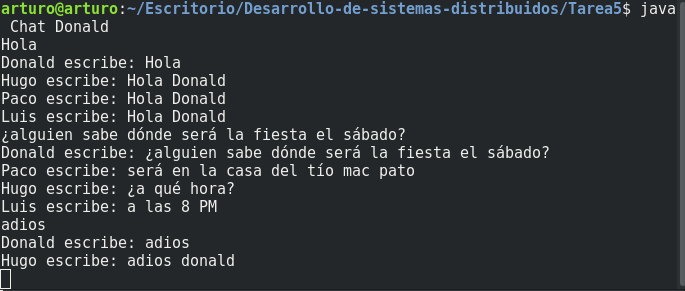 arturo@arturo:~/Escritorio/Desarrollo-de-sistemas-distribuidos/Tarea5$ java
 Chat Donald
Hola
Donald escribe: Hola
Hugo escribe: Hola Donald
Paco escribe: Hola Donald
Luis escribe: Hola Donald
¿alguien sabe dónde será la fiesta el sábado?
Donald escribe: ¿alguien sabe dónde será la fiesta el sábado?
Paco escribe: será en la casa del tío mac pato
Hugo escribe: ¿a qué hora?
Luis escribe: a las 8 PM
adios
Donald escribe: adios
Hugo escribe: adios donald